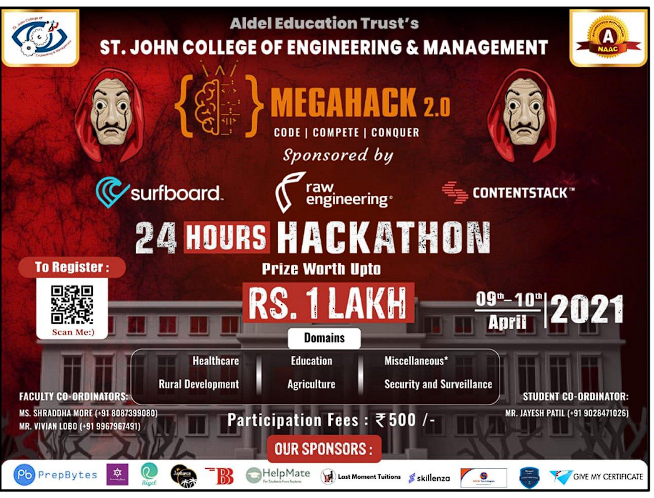 Aldel Education Trust's
ST. JOHN COLLEGE OF ENGINEERING & MANAGEMENT
A
NAAC
MEGAHACK 2.0
CODE | COMPETE | CONQUER
Sponsored by
surfboard
raw engineering®
CONTENTSTACK™
24 HOURS HACKATHON
Prize Worth Upto
RS. 1 LAKH
To Register :
Scan Me:)
09th-10th April 2021
Domains
Healthcare Education Miscellaneous*
Rural Development Agriculture Security and Surveillance
FACULTY CO-ORDINATORS:
MS. SHRADDHA MORE (+91 8087399080)
MR. VIVIAN LOBO (+91 9967967491)
Participation Fees : ₹500 /-
STUDENT CO-ORDINATOR:
MR. JAYESH PATIL (+91 9028471026)
OUR SPONSORS :
Pb PrepBytes
Rigel
HelpMate
Last Moment Tuitions
skillenza
GIVE MY CERTIFICATE